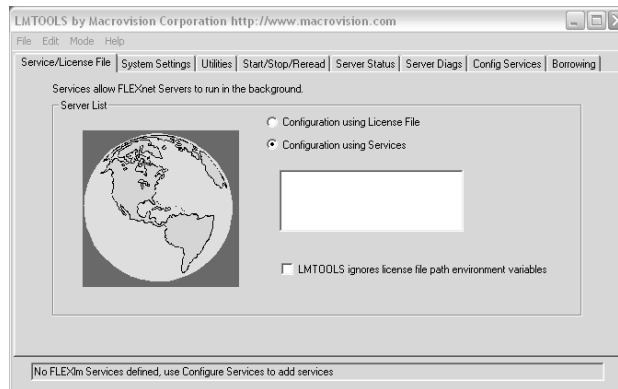 LMTOOLS by Macrovision Corporation http://www.macrovision.com
File Edit Mode Help
Service/License File System Settings Utilities Start/Stop/Reread Server Status Server Diags Config Services Borrowing
Services allow FLEXnet Servers to run in the background.
Server List
Configuration using License File
Configuration using Services
LMTOOLS ignores license file path environment variables
No FLEXlm Services defined, use Configure Services to add services